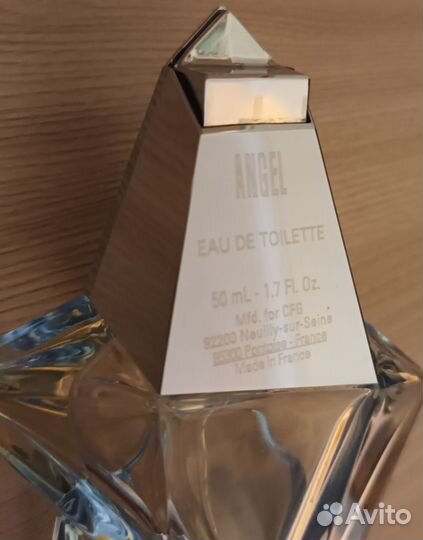 ANGEL
EAU DE TOILETTE
50 mL - 1.7 Fl. Oz.
Mfd. for CFG
92200 Neuilly-sur-Seine
95300 Pontoise - France
Made in France
Avito